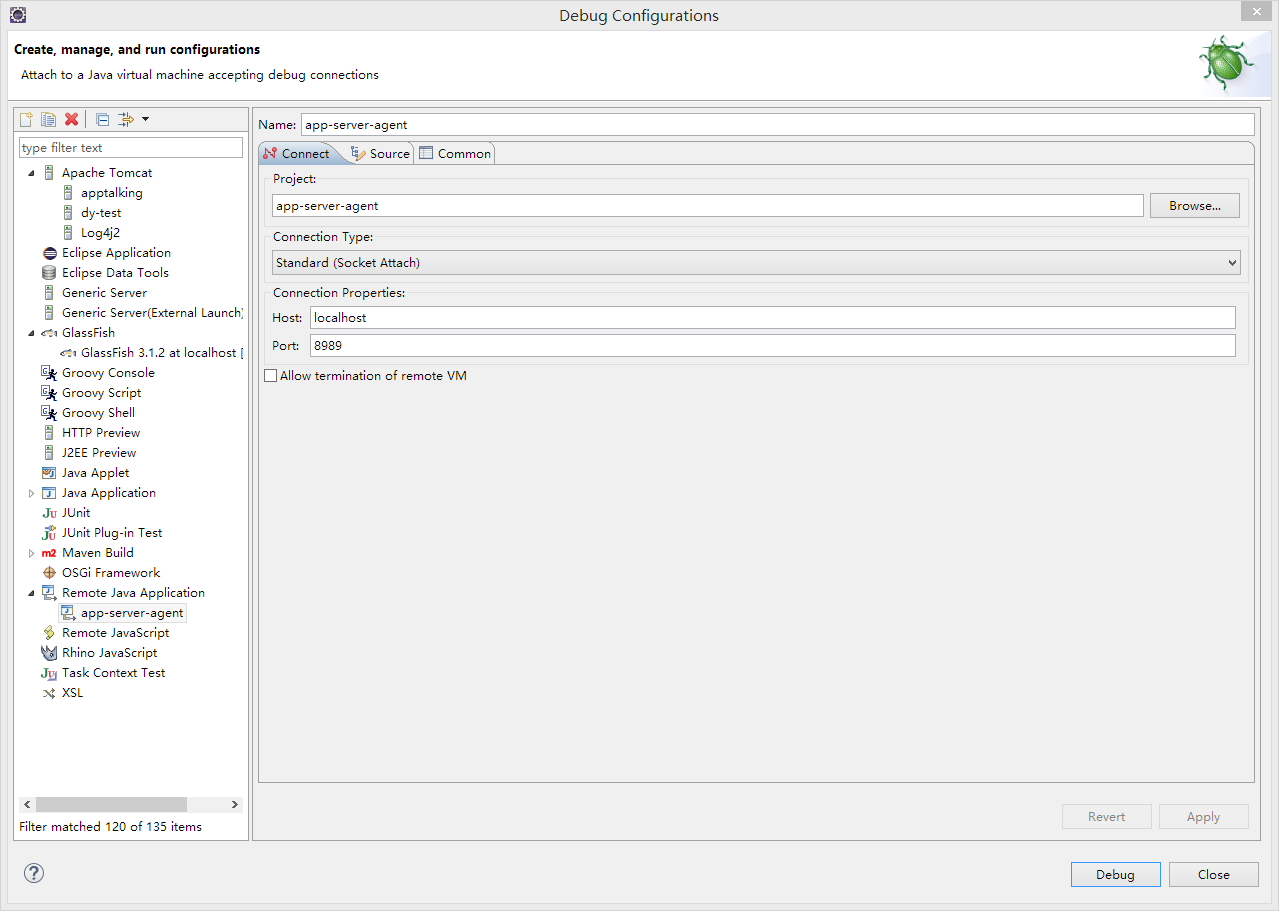 Debug Configurations
Create, manage, and run configurations
Attach to a Java virtual machine accepting debug connections
type filter text
Apache Tomcat
apptalking
dy-test
Log4j2
Eclipse Application
Eclipse Data Tools
Generic Server
Generic Server(External Launch)
GlassFish
GlassFish 3.1.2 at localhost [
Groovy Console
Groovy Script
Groovy Shell
HTTP Preview
J2EE Preview
Java Applet
Java Application
JUnit
JUnit Plug-in Test
m2 Maven Build
OSGi Framework
Remote Java Application
app-server-agent
Remote JavaScript
Rhino JavaScript
Task Context Test
XSL
Filter matched 120 of 135 items
Name: app-server-agent
Connect Source Common
Project:
app-server-agent Browse...
Connection Type:
Standard (Socket Attach)
Connection Properties:
Host: localhost
Port: 8989
Allow termination of remote VM
Revert Apply
? Debug Close